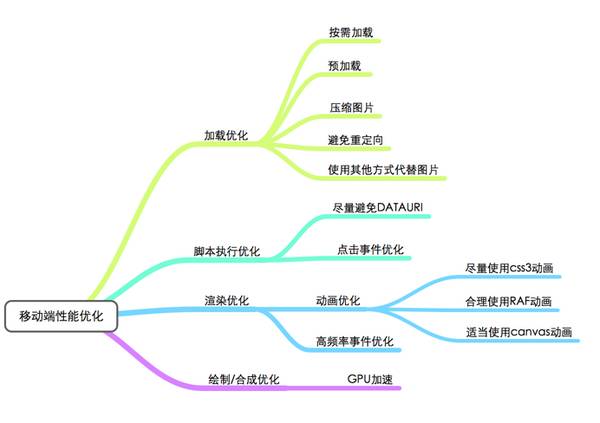 按需加载
预加载
压缩图片
加载优化
避免重定向
使用其他方式代替图片
尽量避免DATAURI
脚本执行优化
点击事件优化
尽量使用css3动画
渲染优化
动画优化
合理使用RAF动画
移动端性能优化
适当使用canvas动画
高频率事件优化
绘制/合成优化
GPU加速